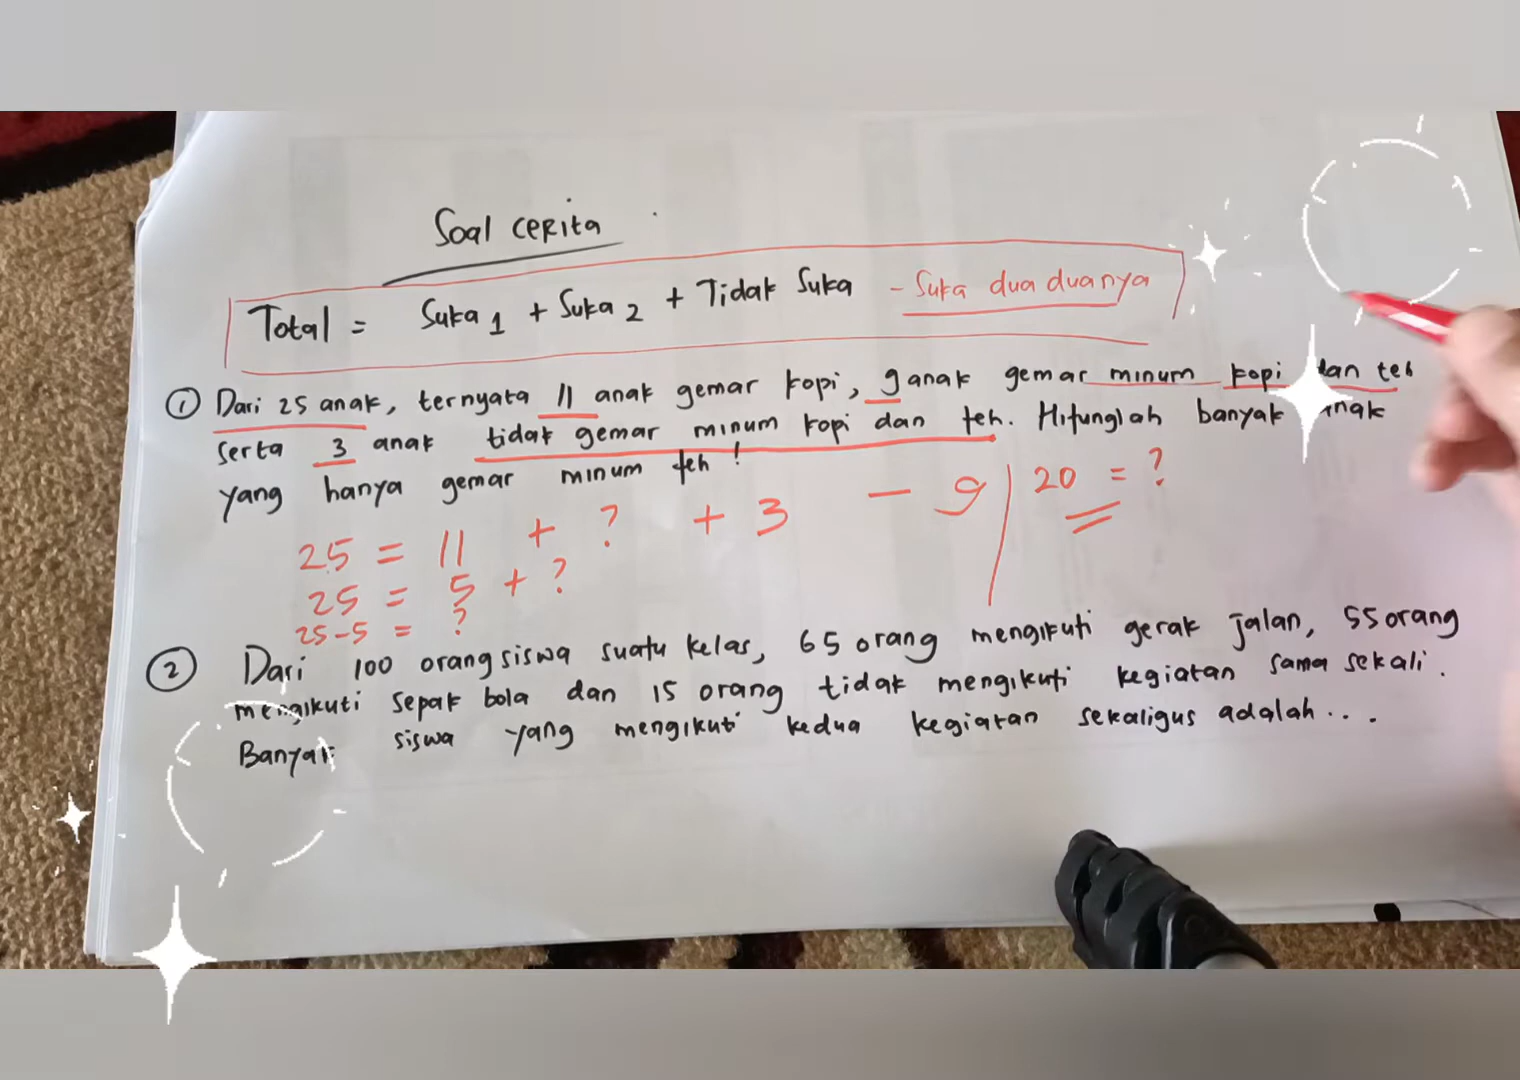 Soal cerita
Total = Suka 1 + Suka 2 + Tidak Suka - Suka dua duanya
1 Dari 25 anak, ternyata 11 anak gemar kopi, 9 anak gemar minum kopi dan teh
serta 3 anak tidak gemar minum kopi dan teh. Hitunglah banyak anak
yang hanya gemar minum teh!
25 = 11 + ? + 3 - 9 20 = ?
25 = 5 + ?
25-5 = ?
2 Dari 100 orang siswa suatu kelas, 65 orang mengikuti gerak jalan, 55 orang
mengikuti sepak bola dan 15 orang tidak mengikuti kegiatan sama sekali.
Banyak siswa yang mengikuti kedua kegiatan sekaligus adalah...